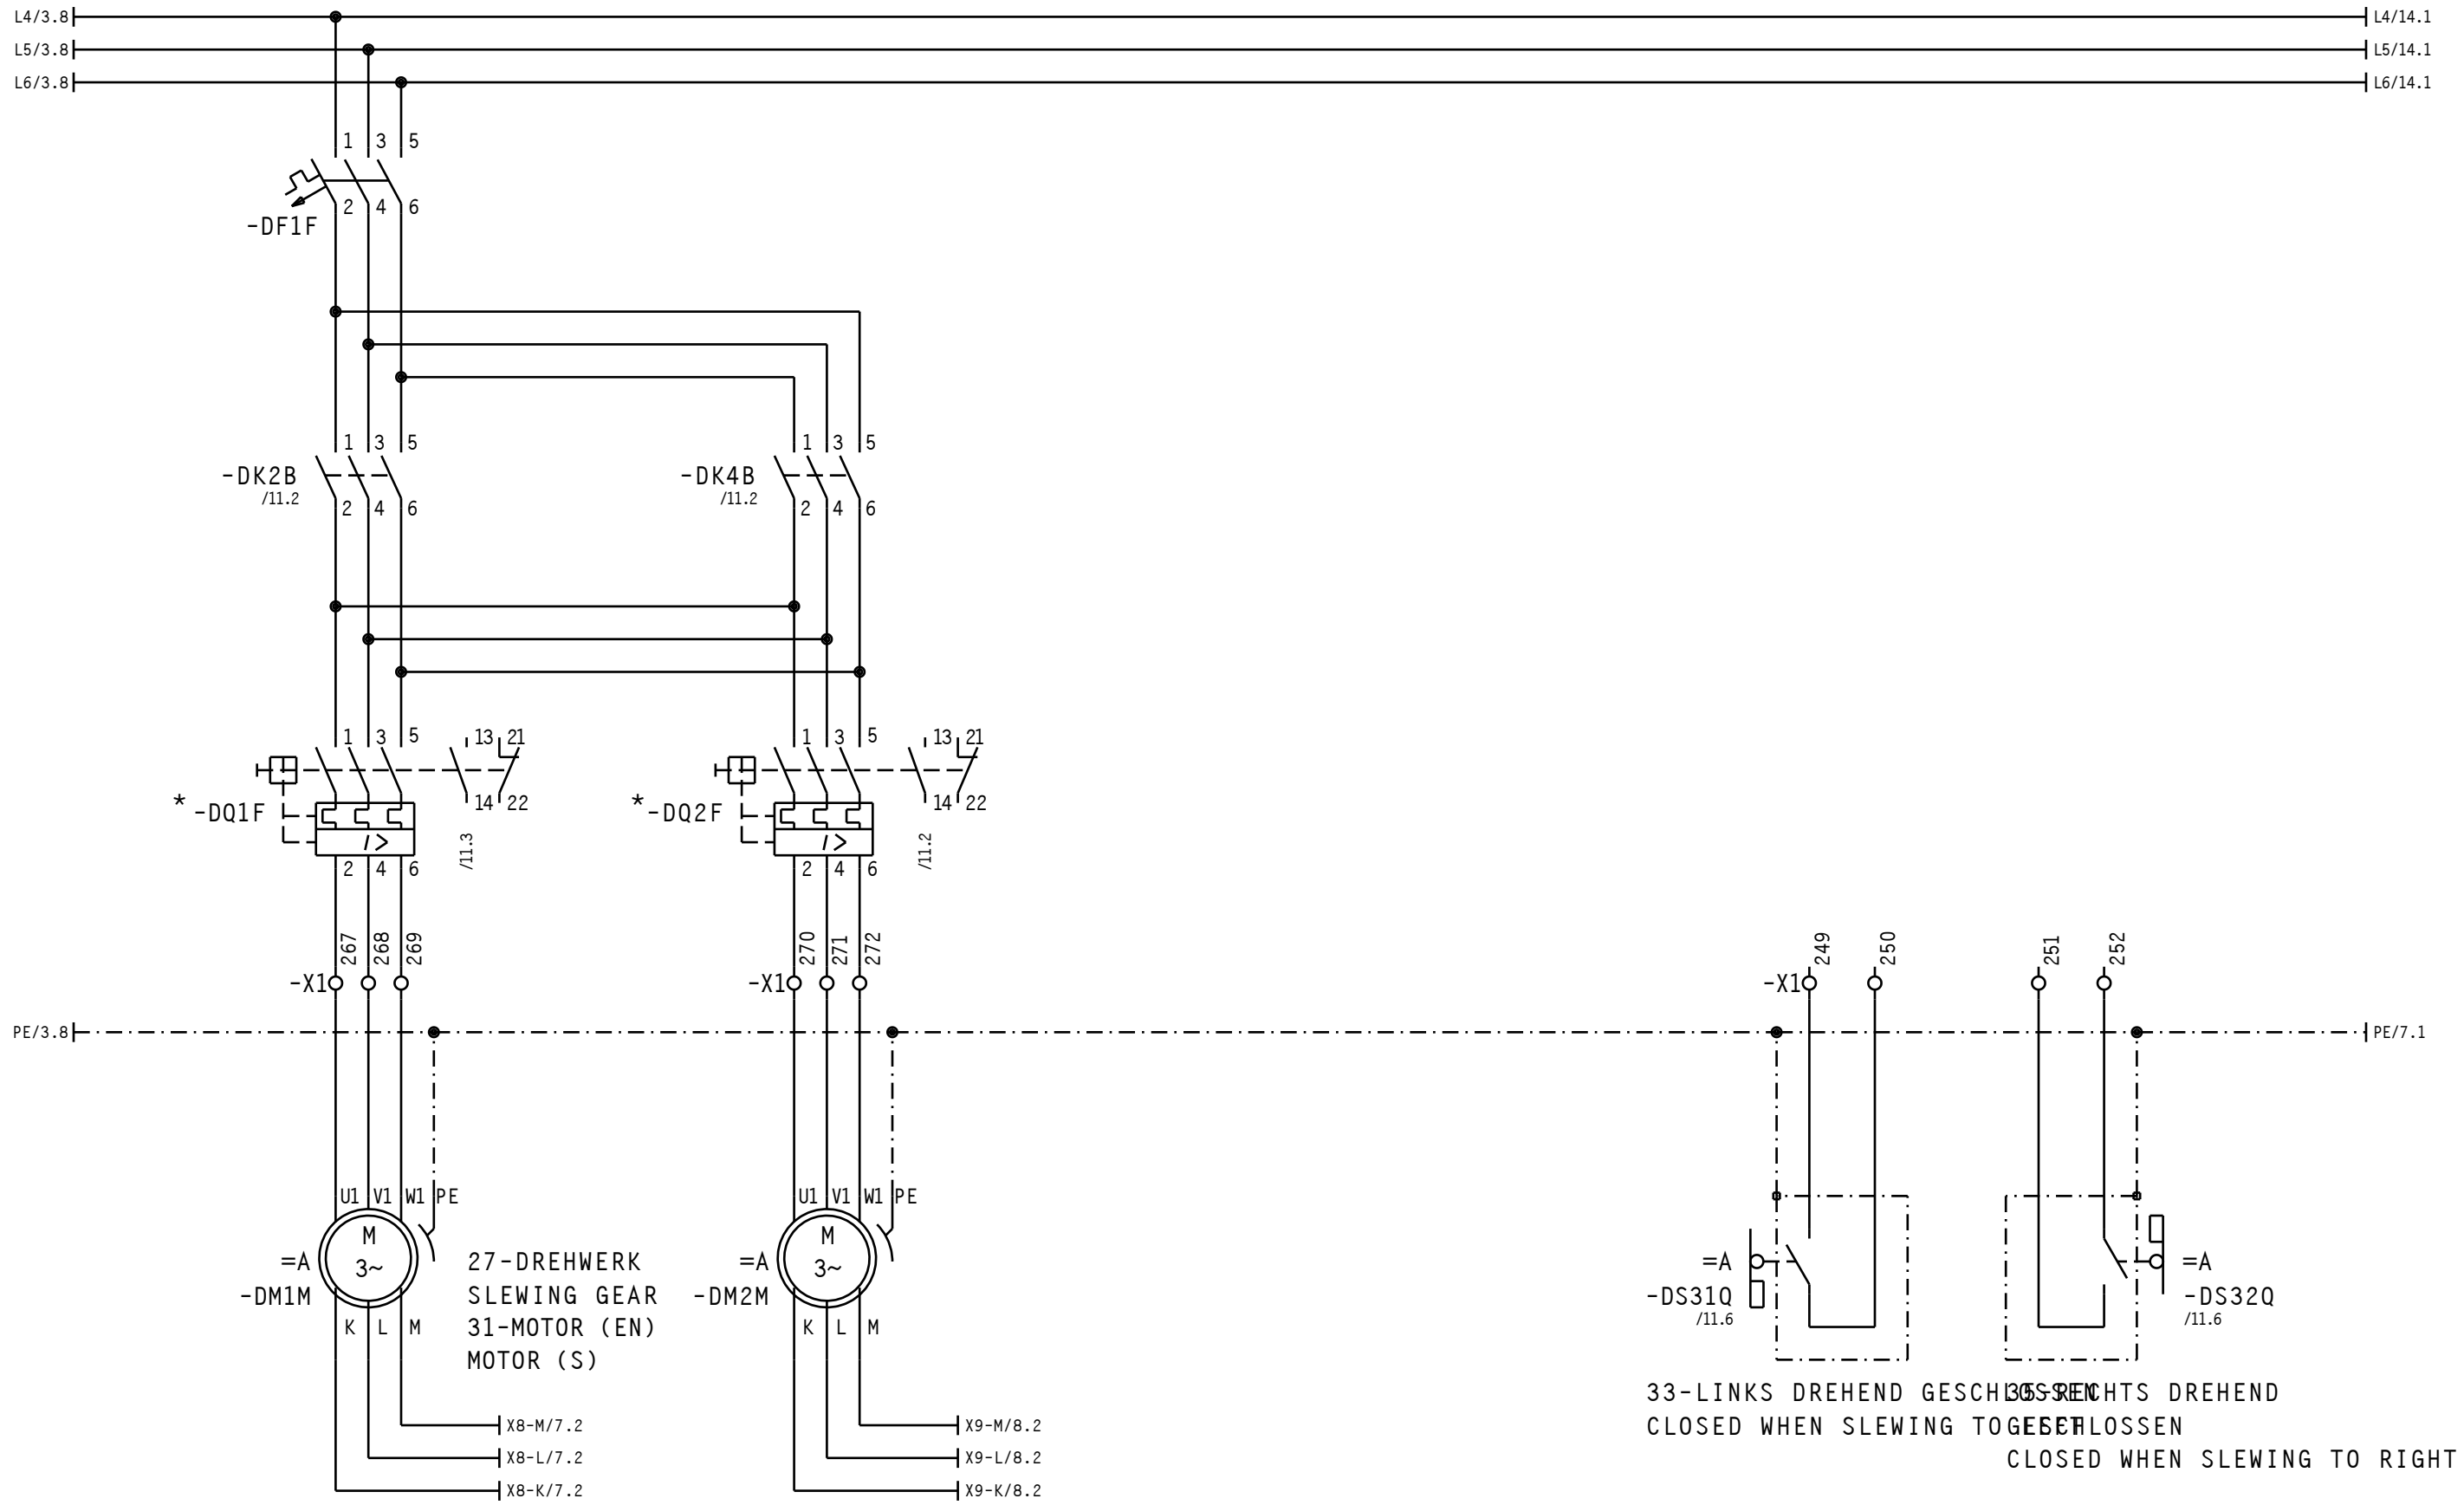 L4/3.8
L4/14.1
L5/3.8
L5/14.1
L6/3.8
L6/14.1
1 3 5
2 4 6
-DF1F
1 3 5
1 3 5
-DK2B
/11.2
-DK4B
/11.2
2 4 6
2 4 6
1 3 5 13 21
1 3 5 13 21
* -DQ1F
14 22
* -DQ2F
14 22
I>
I>
/11.3
/11.2
2 4 6
2 4 6
267 268 269
270 271 272
249 250 251 252
-X1
-X1
-X1
PE/3.8
PE/7.1
U1 V1 W1 PE
U1 V1 W1 PE
M
3~
M
3~
=A
-DM1M
27-DREHWERK
SLEWING GEAR
31-MOTOR (EN)
MOTOR (S)
=A
-DM2M
=A
-DS31Q
/11.6
=A
-DS32Q
/11.6
K L M
K L M
33-LINKS DREHEND GESCHLOSSEN
CLOSED WHEN SLEWING TO LEFT
35-RECHTS DREHEND
GESCHLOSSEN
CLOSED WHEN SLEWING TO RIGHT
X8-M/7.2
X8-L/7.2
X8-K/7.2
X9-M/8.2
X9-L/8.2
X9-K/8.2